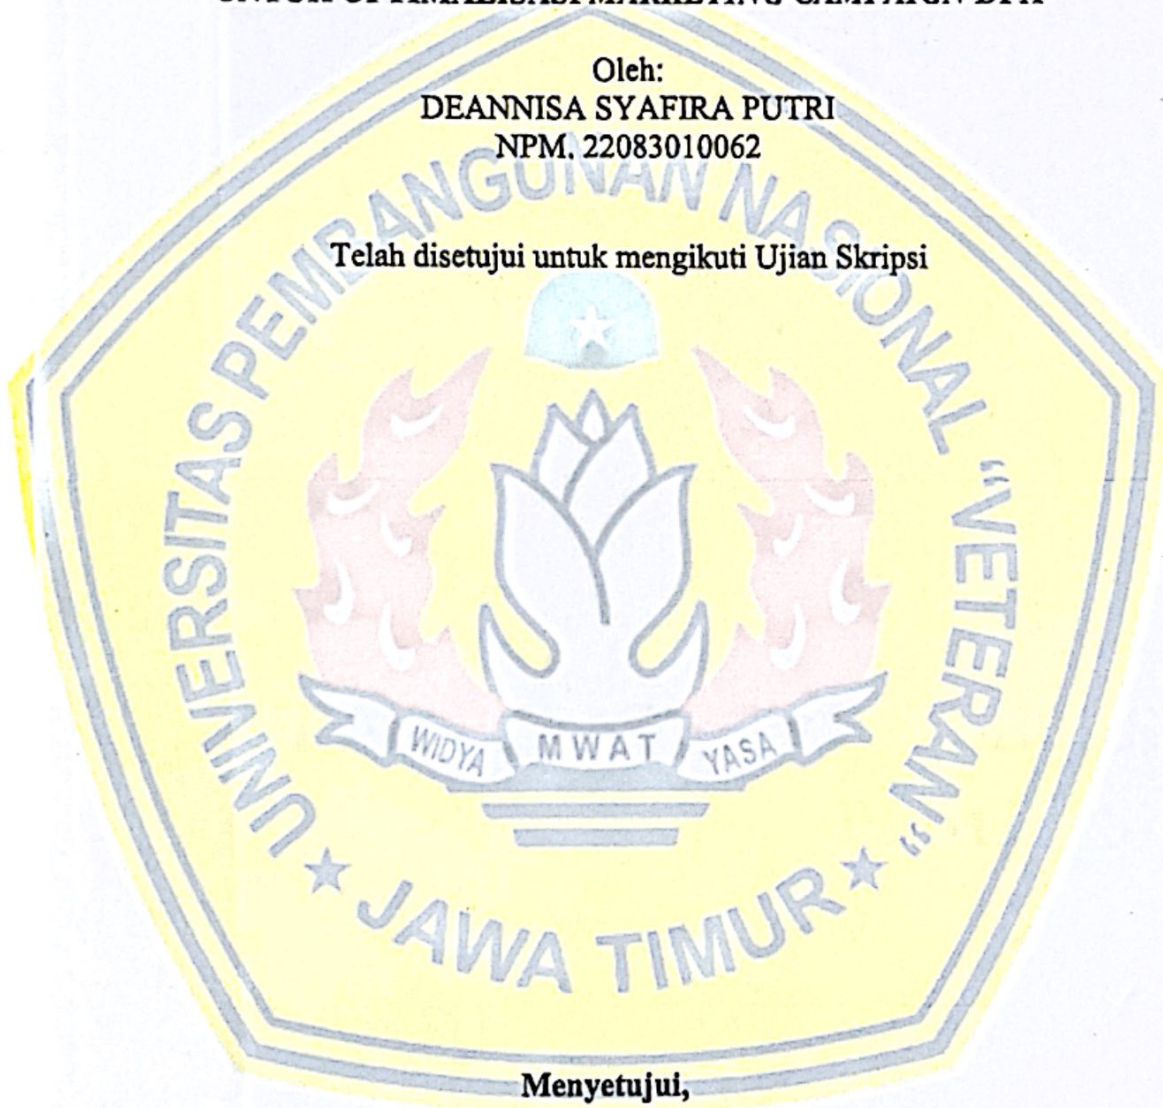 Oleh:
DEANNISA SYAFIRA PUTRI
NPM. 22083010062
Telah disetujui untuk mengikuti Ujian Skripsi
UNIVERSITAS PEMBANGUNAN NASIONAL "VETERAN"
WIDYA MWAT YASA
★ JAWA TIMUR ★
Menyetujui,